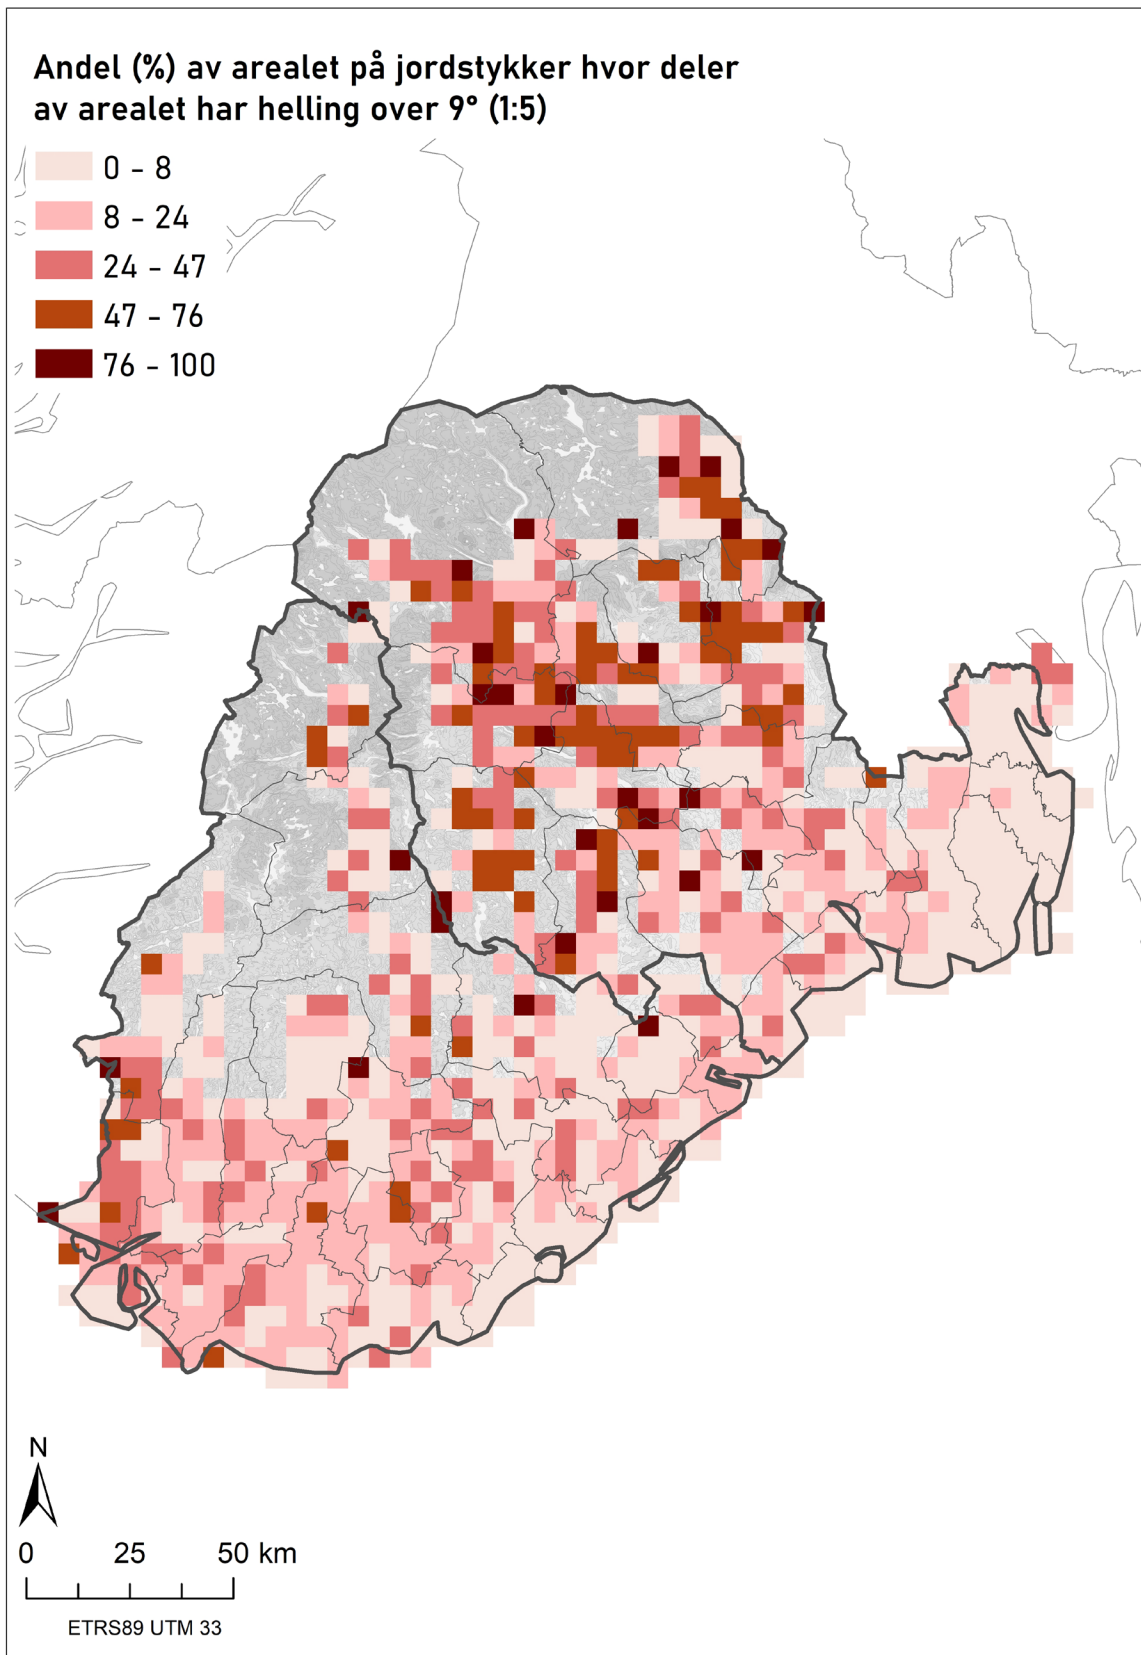 Andel (%) av arealet på jordstykker hvor deler
av arealet har helling over 9° (1:5)
0 - 8
8 - 24
24 - 47
47 - 76
76 - 100
N
0 25 50 km
ETRS89 UTM 33